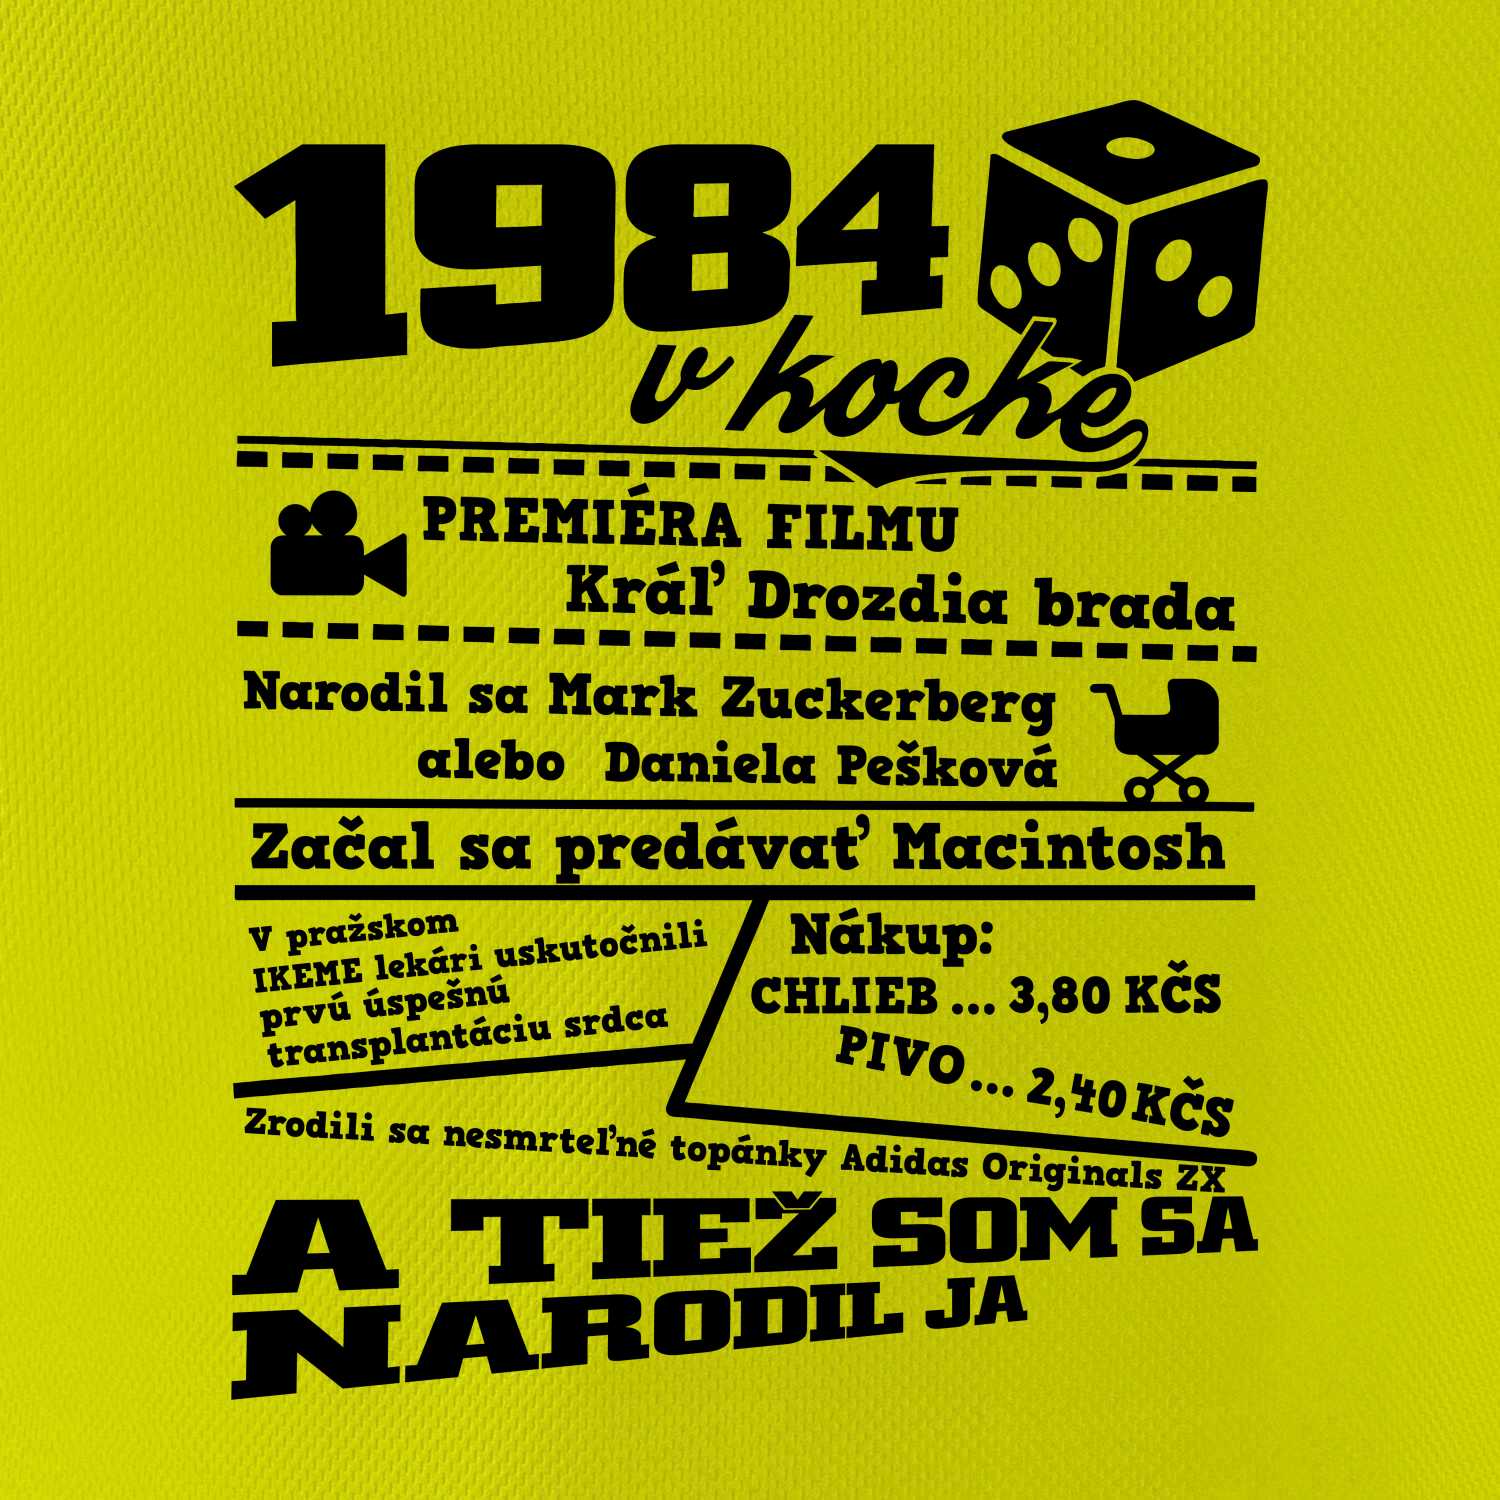 1984
v kocke
PREMIÉRA FILMU
Kráľ Drozdia brada
Narodil sa Mark Zuckerberg
alebo Daniela Pešková
Začal sa predávať Macintosh
V pražskom
IKEME lekári uskutočnili
prvú úspešnú
transplantáciu srdca
Nákup:
CHLIEB ... 3,80 KČS
PIVO ... 2,40 KČS
Zrodili sa nesmrteľné topánky Adidas Originals ZX
A TIEŽ SOM SA
NARODIL JA